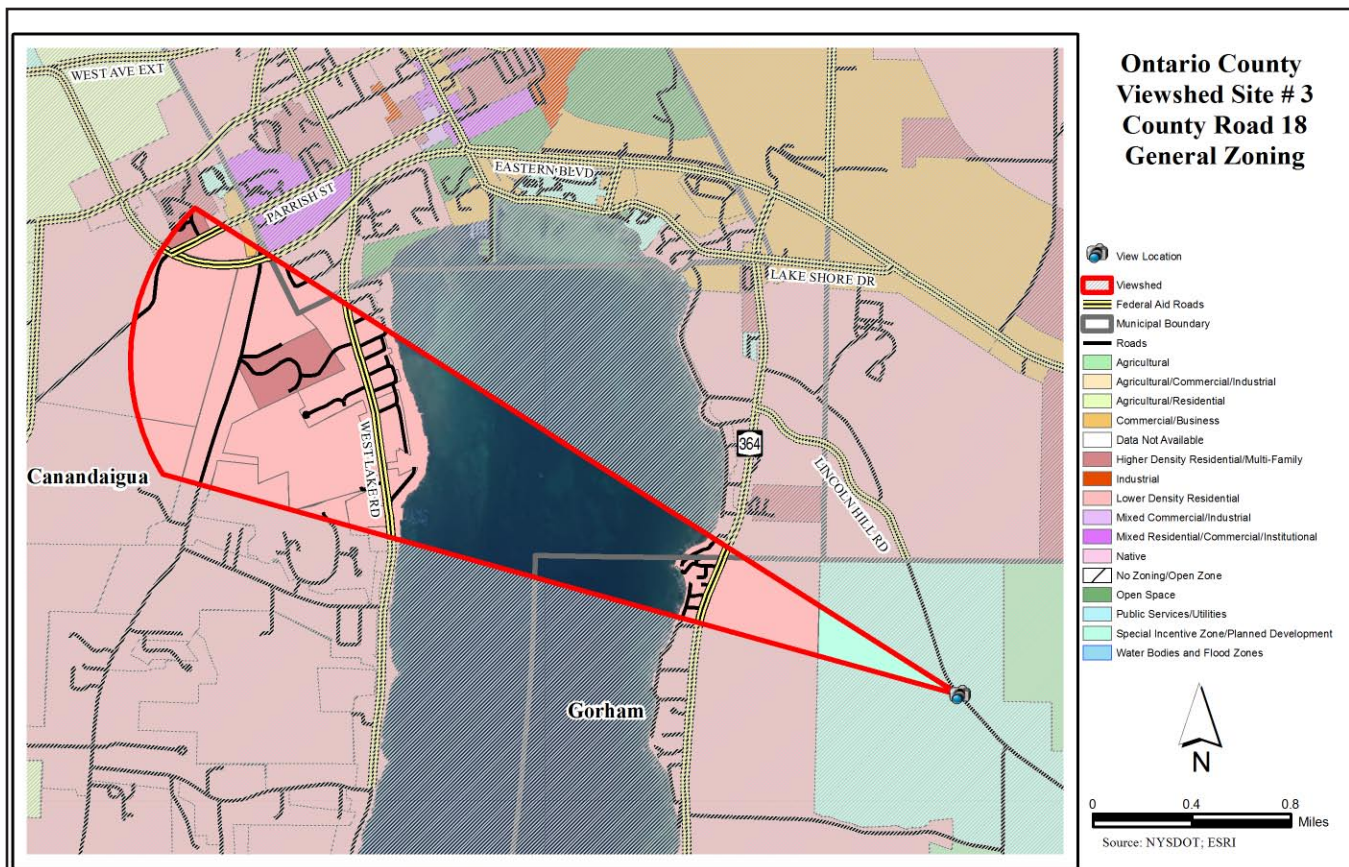 Ontario County
Viewshed Site # 3
County Road 18
General Zoning
WEST AVE EXT
PARRISH ST
EASTERN BLVD
LAKE SHORE DR
WEST LAKE RD
364
LINCOLN HILL RD
Canandaigua
Gorham
View Location
Viewshed
Federal Aid Roads
Municipal Boundary
Roads
Agricultural
Agricultural/Commercial/Industrial
Agricultural/Residential
Commercial/Business
Data Not Available
Higher Density Residential/Multi-Family
Industrial
Lower Density Residential
Mixed Commercial/Industrial
Mixed Residential/Commercial/Institutional
Native
No Zoning/Open Zone
Open Space
Public Services/Utilities
Special Incentive Zone/Planned Development
Water Bodies and Flood Zones
N
0 0.4 0.8
Miles
Source: NYSDOT; ESRI